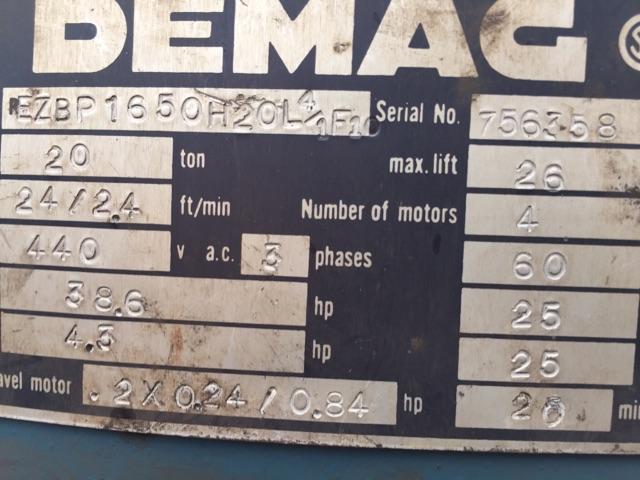 DEMAG
EZBP1650H20L4/1F10 Serial No. 756358
20 ton max. lift 26
24/2.4 ft/min Number of motors 4
440 v a.c. 3 phases 60
38.6 hp 25
4.3 hp 25
avel motor . 2X0.24/0.84 hp 26 min